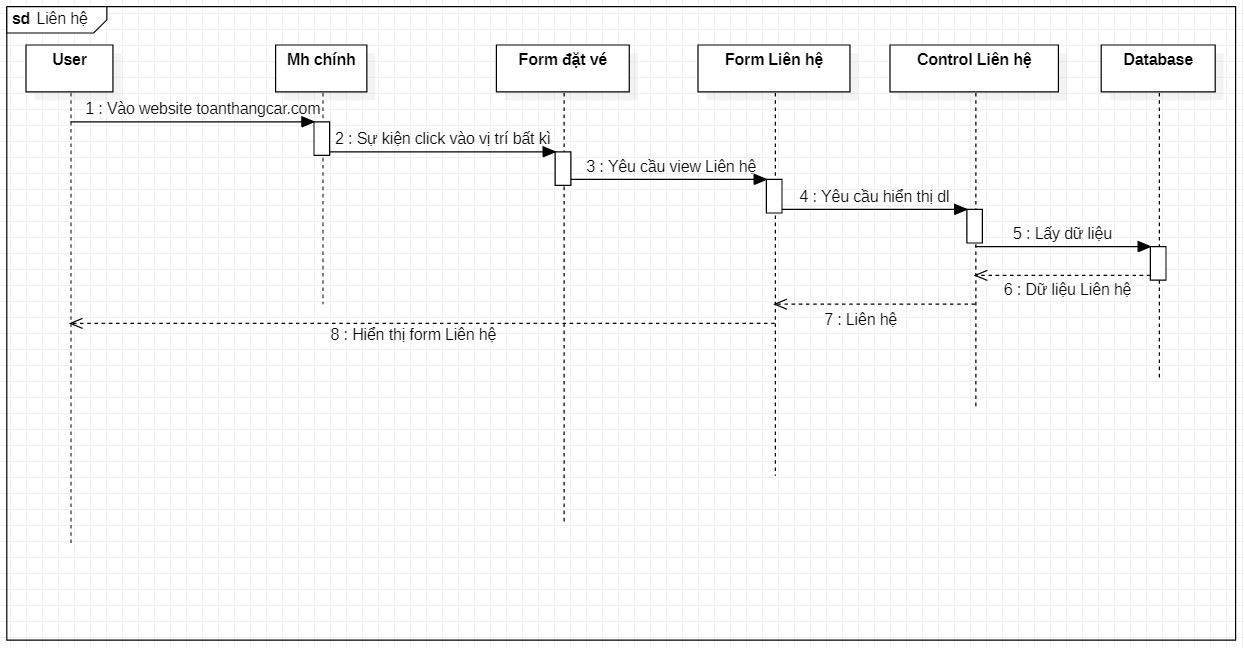 sd Liên hệ
User
Mh chính
Form đặt vé
Form Liên hệ
Control Liên hệ
Database
1 : Vào website toanthangcar.com
2 : Sự kiện click vào vị trí bất kì
3 : Yêu cầu view Liên hệ
4 : Yêu cầu hiển thị dl
5 : Lấy dữ liệu
6 : Dữ liệu Liên hệ
7 : Liên hệ
8 : Hiển thị form Liên hệ